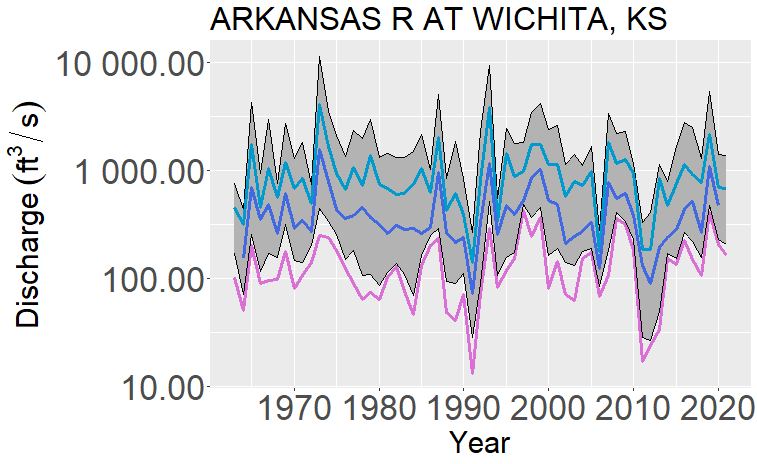 ARKANSAS R AT WICHITA, KS
10 000.00
1 000.00
100.00
10.00
Discharge (ft³/s)
1970 1980 1990 2000 2010 2020
Year